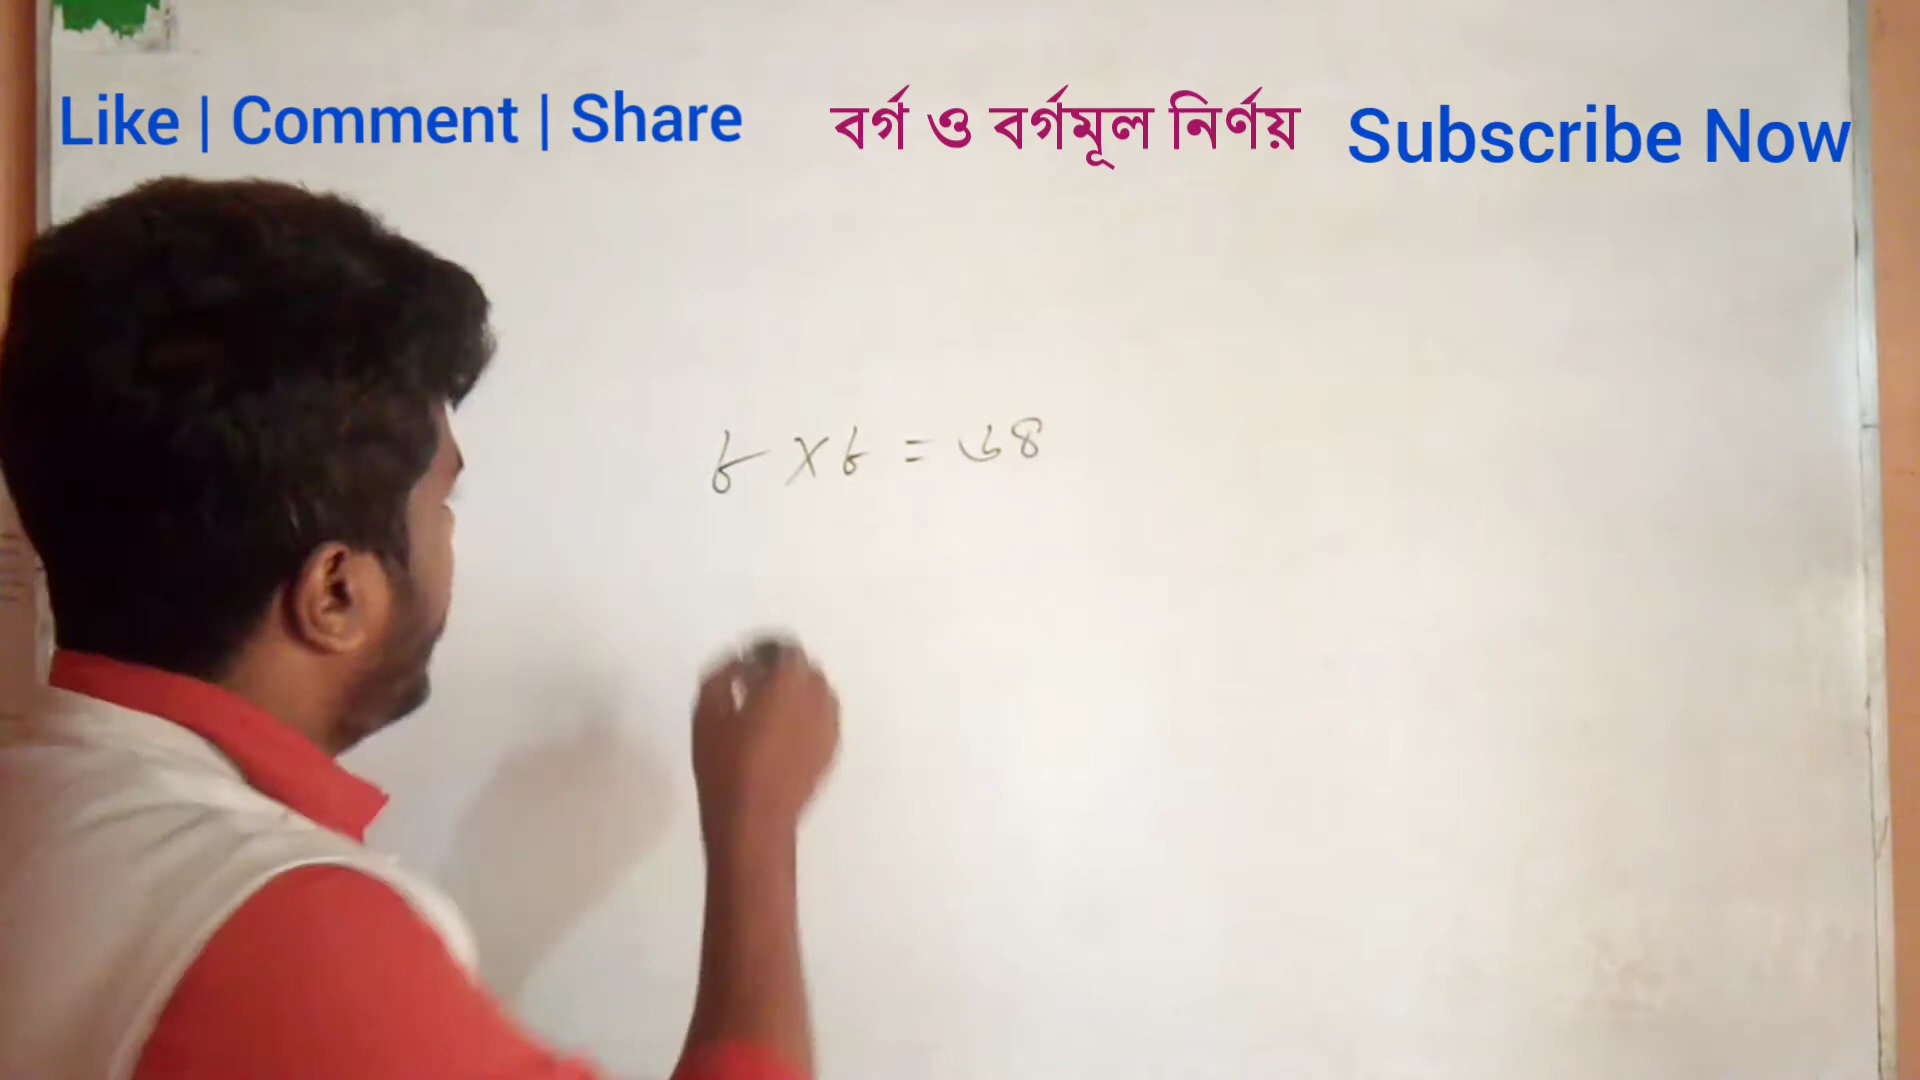 Like | Comment | Share
বর্গ ও বর্গমূল নির্ণয়
Subscribe Now
৮ × ৮ = ৬৪